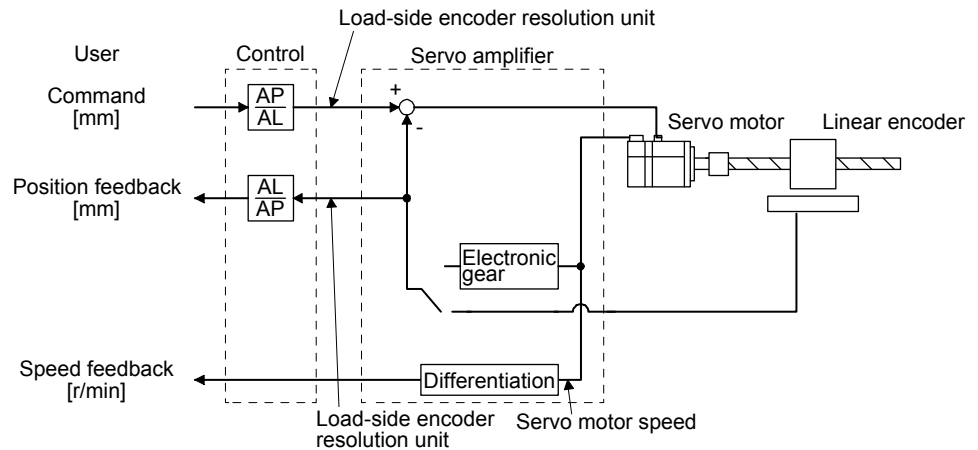 Load-side encoder resolution unit
User
Control
Servo amplifier
Command
[mm]
AP
AL
+
-
Servo motor
Linear encoder
Position feedback
[mm]
AL
AP
Electronic
gear
Speed feedback
[r/min]
Differentiation
Load-side encoder
resolution unit
Servo motor speed